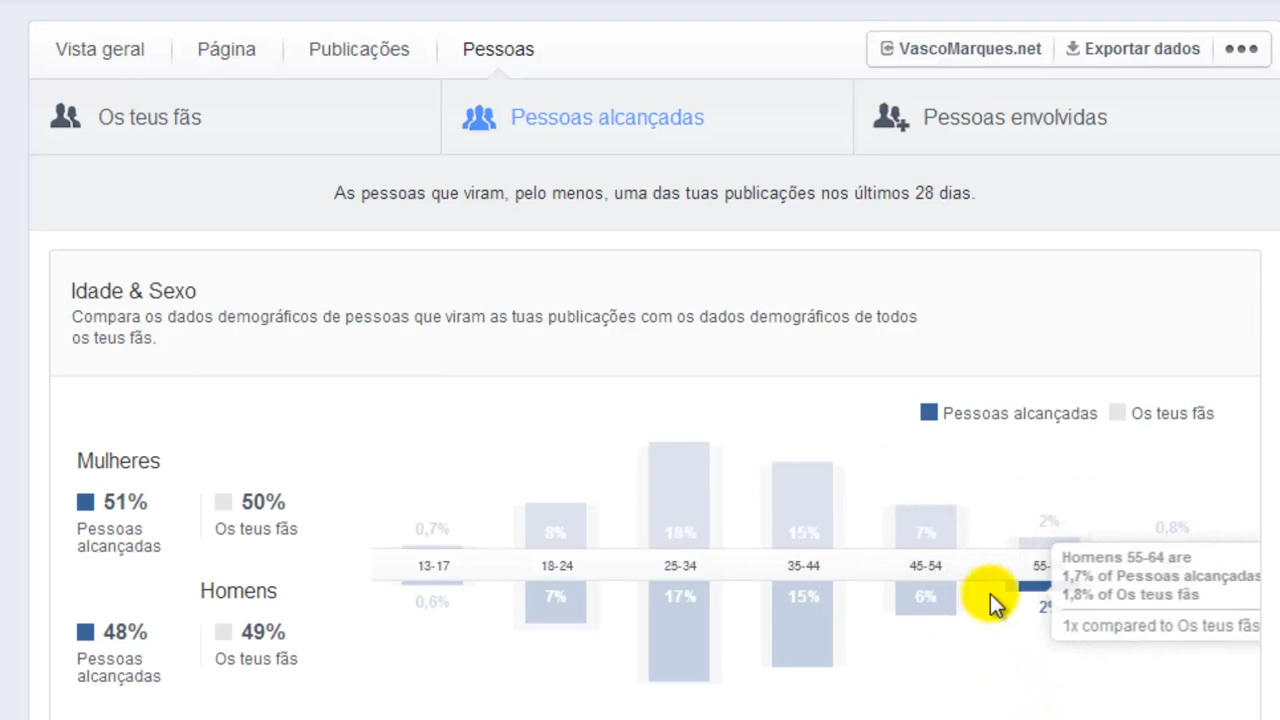 Vista geral
Página
Publicações
Pessoas
VascoMarques.net
Exportar dados
Os teus fãs
Pessoas alcançadas
Pessoas envolvidas
As pessoas que viram, pelo menos, uma das tuas publicações nos últimos 28 dias.
Idade & Sexo
Compara os dados demográficos de pessoas que viram as tuas publicações com os dados demográficos de todos
os teus fãs.
Pessoas alcançadas
Os teus fãs
Mulheres
51%
Pessoas
alcançadas
50%
Os teus fãs
0,7%
8%
18%
15%
7%
2%
0,8%
13-17
18-24
25-34
35-44
45-54
55-
Homens 55-64 are
1,7% of Pessoas alcançadas
1,8% of Os teus fãs
1x compared to Os teus fãs
Homens
48%
Pessoas
alcançadas
49%
Os teus fãs
0,6%
7%
17%
15%
6%